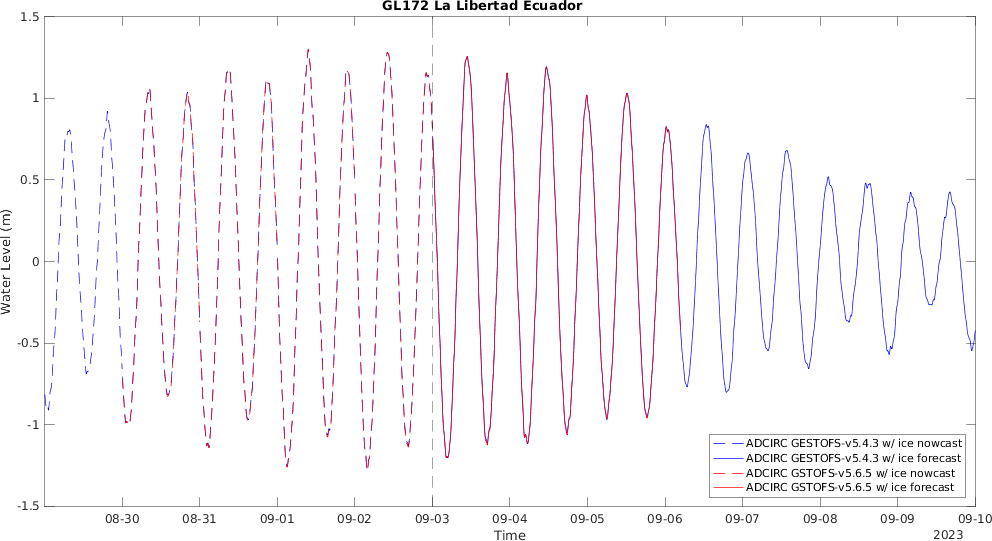 GL172 La Libertad Ecuador
1.5
1
0.5
0
-0.5
-1
-1.5
Water Level (m)
08-30 08-31 09-01 09-02 09-03 09-04 09-05 09-06 09-07 09-08 09-09 09-10
Time
2023
ADCIRC GESTOFS-v5.4.3 w/ ice nowcast
ADCIRC GESTOFS-v5.4.3 w/ ice forecast
ADCIRC GSTOFS-v5.6.5 w/ ice nowcast
ADCIRC GSTOFS-v5.6.5 w/ ice forecast